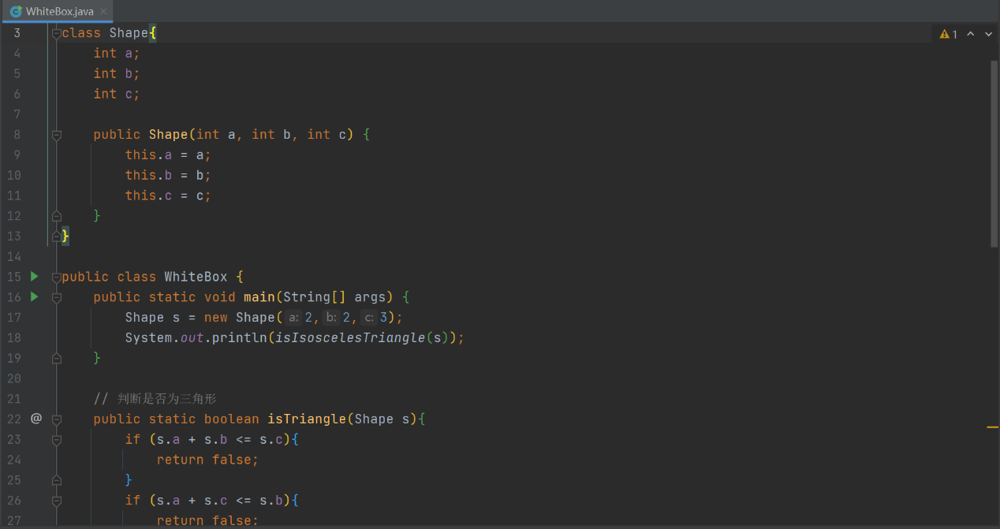 WhiteBox.java
1
3 class Shape{
4 int a;
5 int b;
6 int c;
7
8 public Shape(int a, int b, int c) {
9 this.a = a;
10 this.b = b;
11 this.c = c;
12 }
13 }
14
15 public class WhiteBox {
16 public static void main(String[] args) {
17 Shape s = new Shape( a: 2, b: 2, c: 3);
18 System.out.println(isIsoscelesTriangle(s));
19 }
20
21 // 判断是否为三角形
22 @ public static boolean isTriangle(Shape s){
23 if (s.a + s.b <= s.c){
24 return false;
25 }
26 if (s.a + s.c <= s.b){
27 return false;